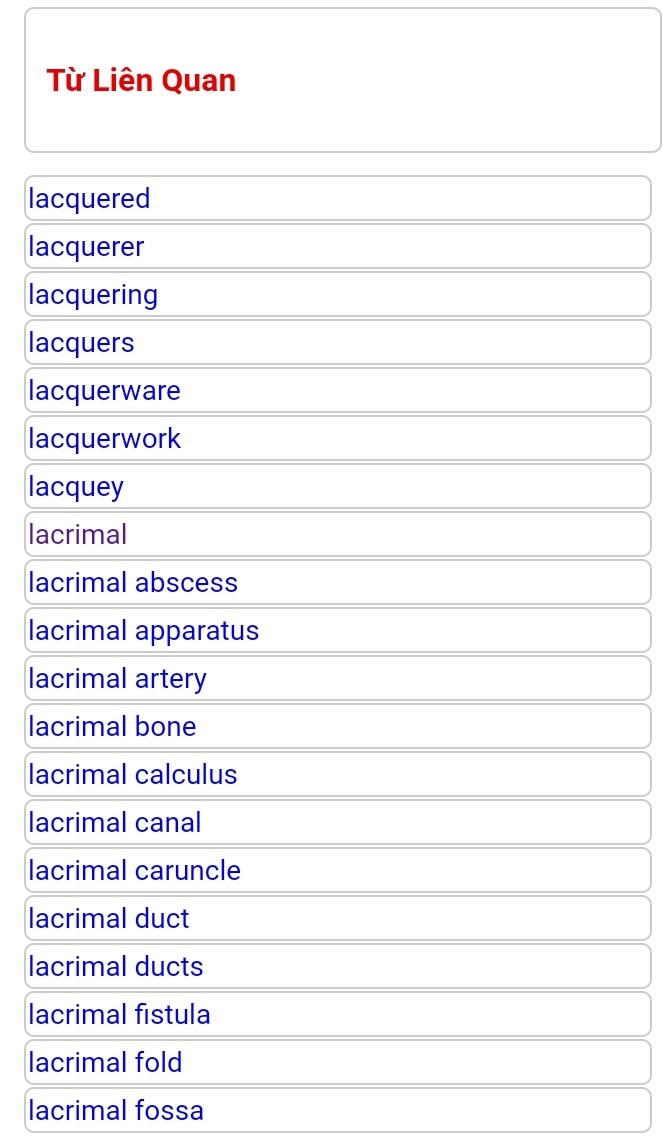 Từ Liên Quan
lacquered
lacquerer
lacquering
lacquers
lacquerware
lacquerwork
lacquey
lacrimal
lacrimal abscess
lacrimal apparatus
lacrimal artery
lacrimal bone
lacrimal calculus
lacrimal canal
lacrimal caruncle
lacrimal duct
lacrimal ducts
lacrimal fistula
lacrimal fold
lacrimal fossa